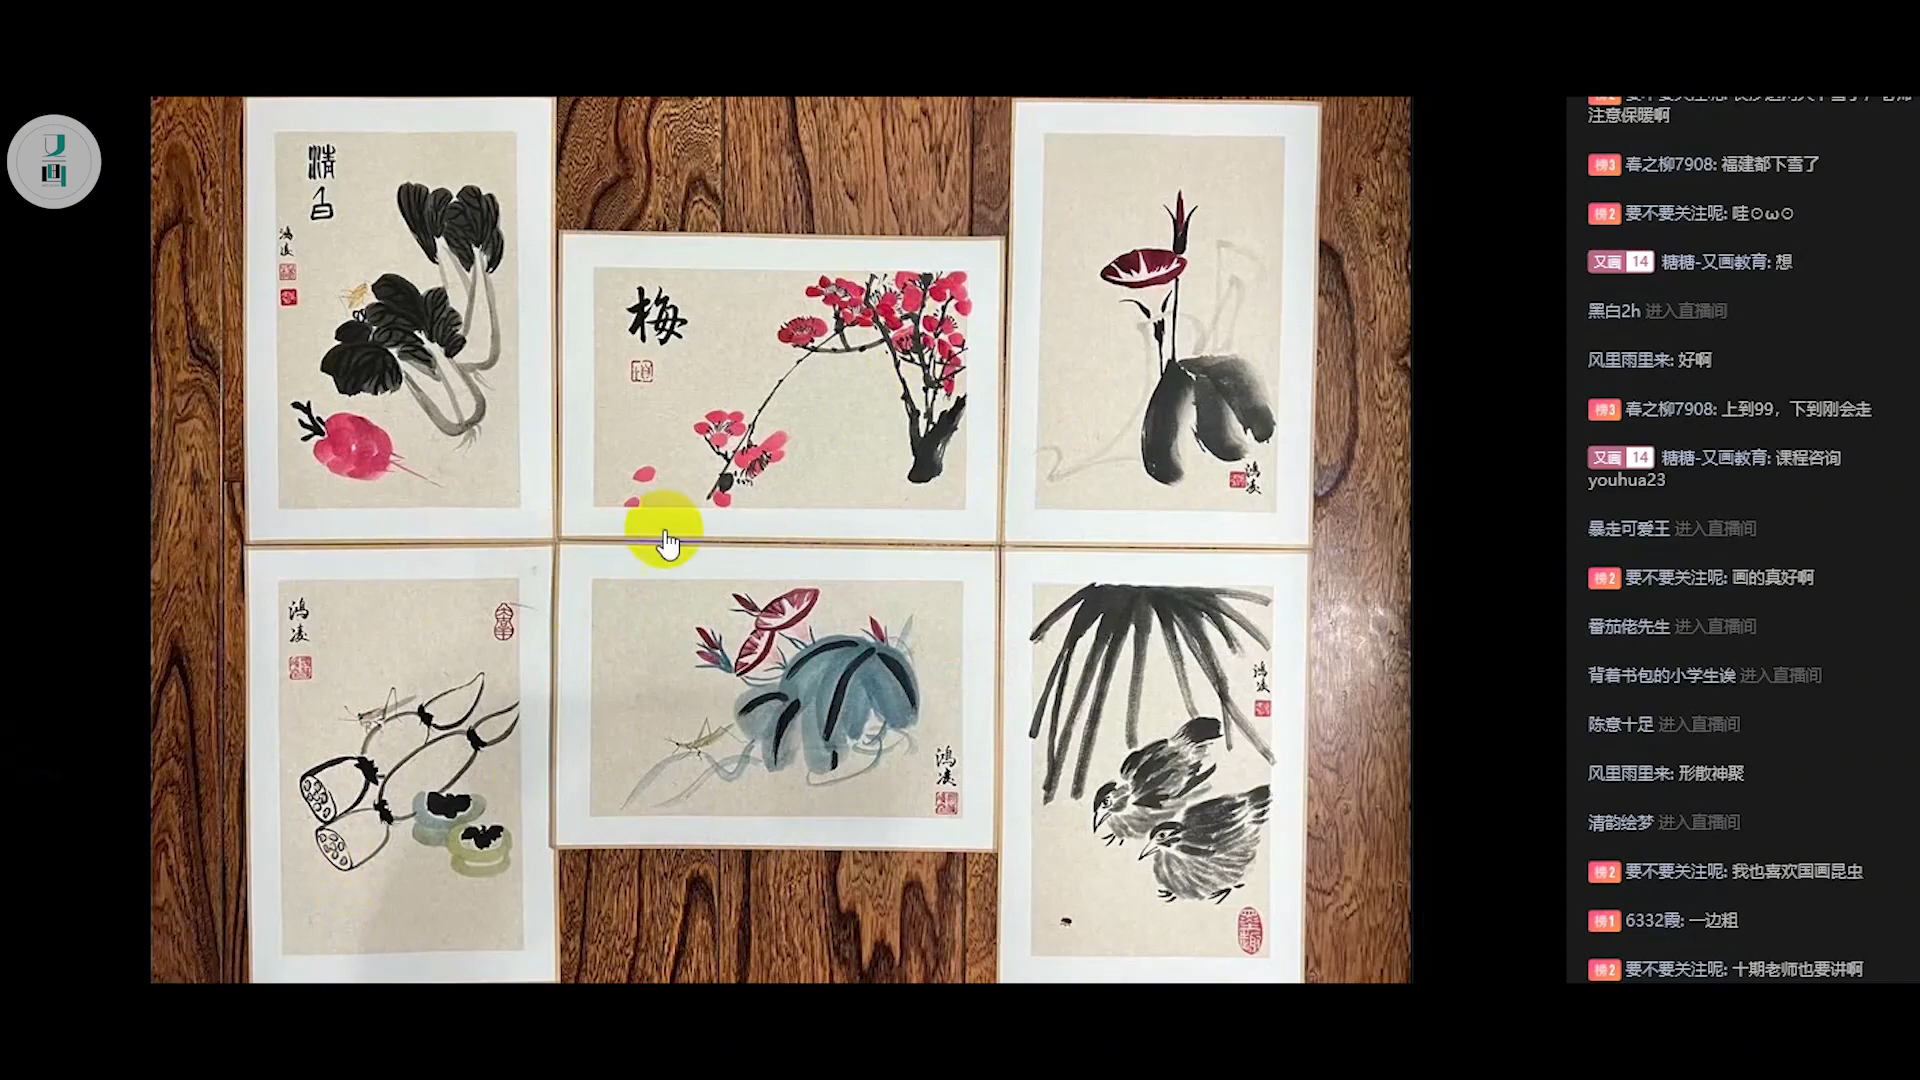 又画
清
白
鸿
凌
梅
鸿
凌
鸿
凌
鸿
凌
鸿
凌
墨趣
注意保暖啊
榜3 春之柳7908: 福建都下雪了
榜2 要不要关注呢: 哇⊙ω⊙
又画 14 糖糖-又画教育: 想
黑白2h 进入直播间
风里雨里来: 好啊
榜3 春之柳7908: 上到99，下到刚会走
又画 14 糖糖-又画教育: 课程咨询
youhua23
暴走可爱王 进入直播间
榜2 要不要关注呢: 画的真好啊
番茄佬先生 进入直播间
背着书包的小学生诶 进入直播间
陈意十足 进入直播间
风里雨里来: 形散神聚
清韵绘梦 进入直播间
榜2 要不要关注呢: 我也喜欢国画昆虫
榜1 6332霞: 一边粗
榜2 要不要关注呢: 十期老师也要讲啊